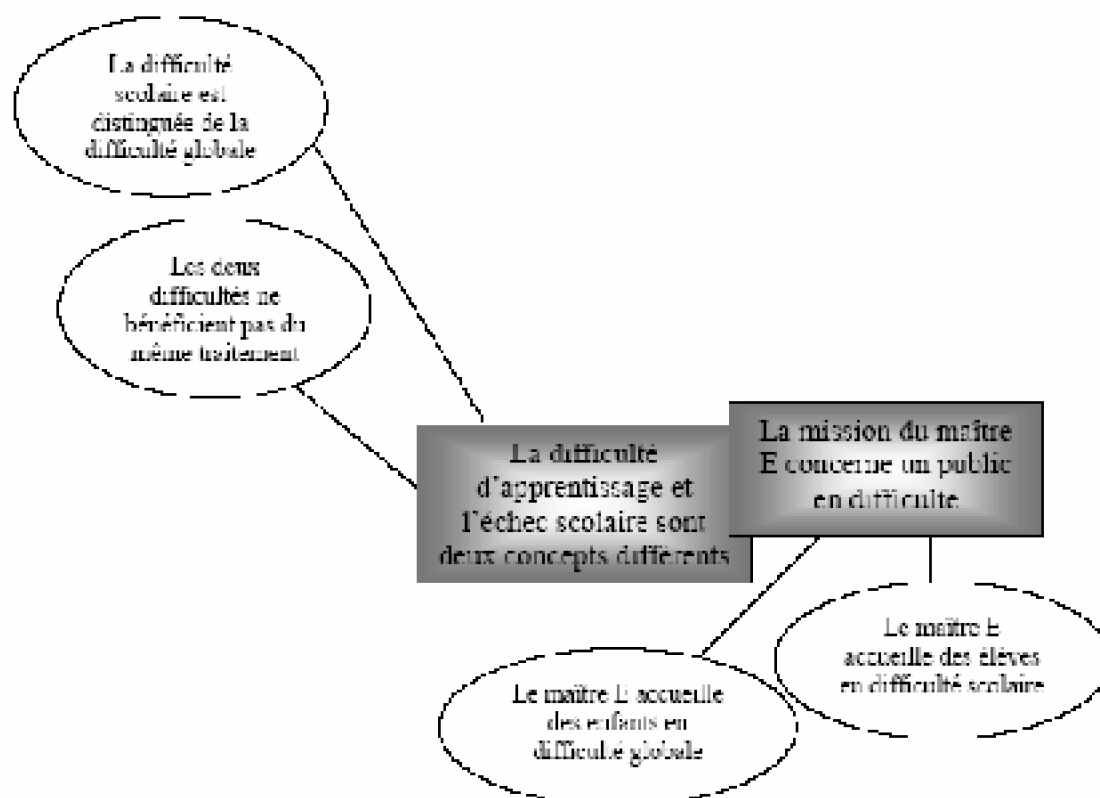 La difficulté
scolaire est
distinguée de la
difficulté globale
Les deux
difficultés ne
bénéficient pas du
même traitement
La difficulté
d'apprentissage et
l'échec scolaire sont
deux concepts différents
La mission du maître
E concerne un public
en difficulté
Le maître E
accueille des élèves
en difficulté scolaire
Le maître E accueille
des enfants en
difficulté globale